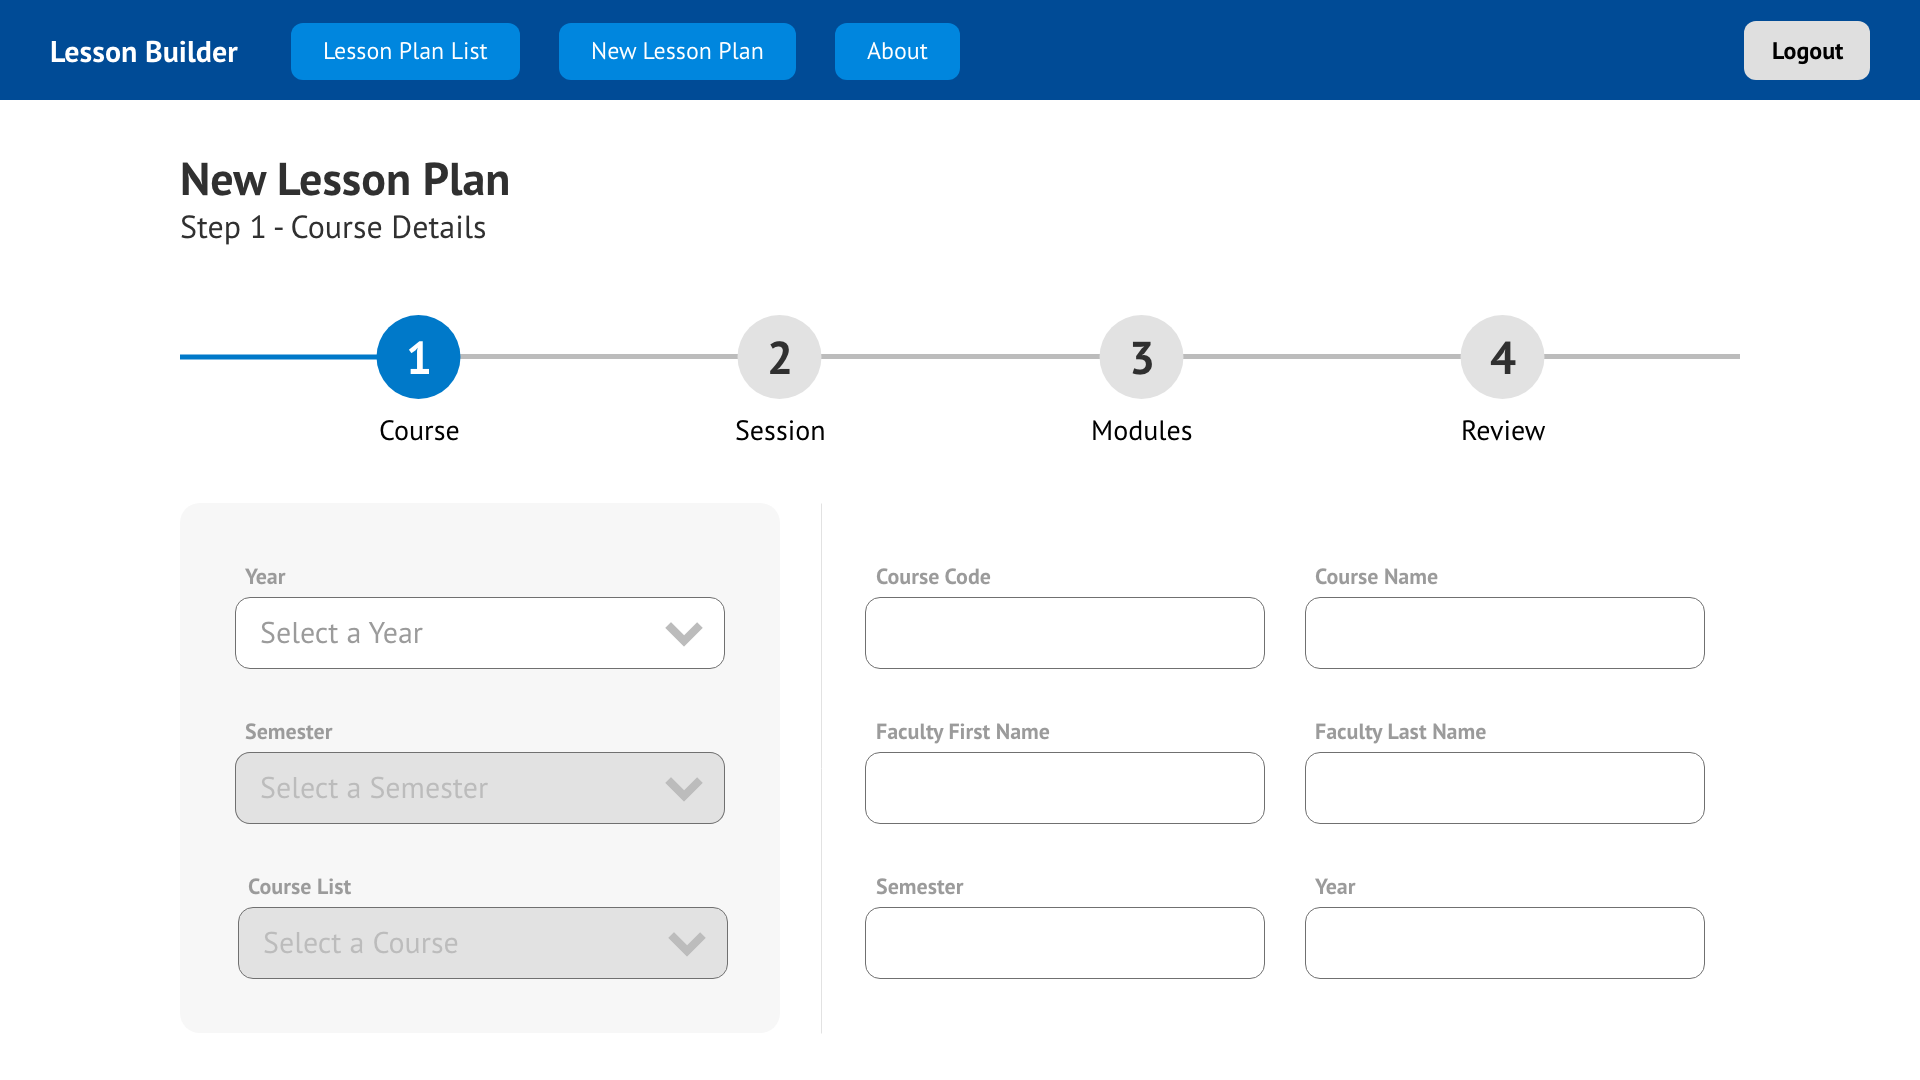 Lesson Builder
Lesson Plan List
New Lesson Plan
About
Logout
New Lesson Plan
Step 1 - Course Details
1
2
3
4
Course
Session
Modules
Review
Year
Select a Year
Semester
Select a Semester
Course List
Select a Course
Course Code
Course Name
Faculty First Name
Faculty Last Name
Semester
Year